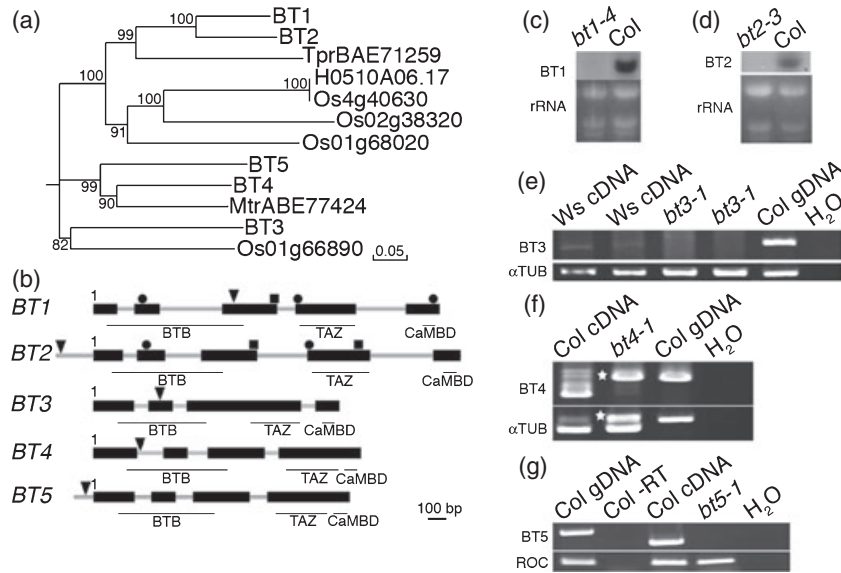 (a)
100
BT1
99
BT2
TprBAE71259
100
H0510A06.17
100
Os4g40630
91
Os02g38320
Os01g68020
BT5
99
BT4
90
MtrABE77424
BT3
82
Os01g66890
0.05
(b)
BT1
1
BTB
TAZ
CaMBD
BT2
1
BTB
TAZ
CaMBD
BT3
1
BTB
TAZ
CaMBD
BT4
1
BTB
TAZ
CaMBD
BT5
1
BTB
TAZ
CaMBD
100 bp
(c)
bt1-4
Col
BT1
rRNA
(d)
bt2-3
Col
BT2
rRNA
(e)
Ws cDNA
Ws cDNA
bt3-1
bt3-1
Col gDNA
H2O
BT3
αTUB
(f)
Col cDNA
bt4-1
Col gDNA
H2O
BT4
αTUB
(g)
Col gDNA
Col -RT
Col cDNA
bt5-1
H2O
BT5
ROC